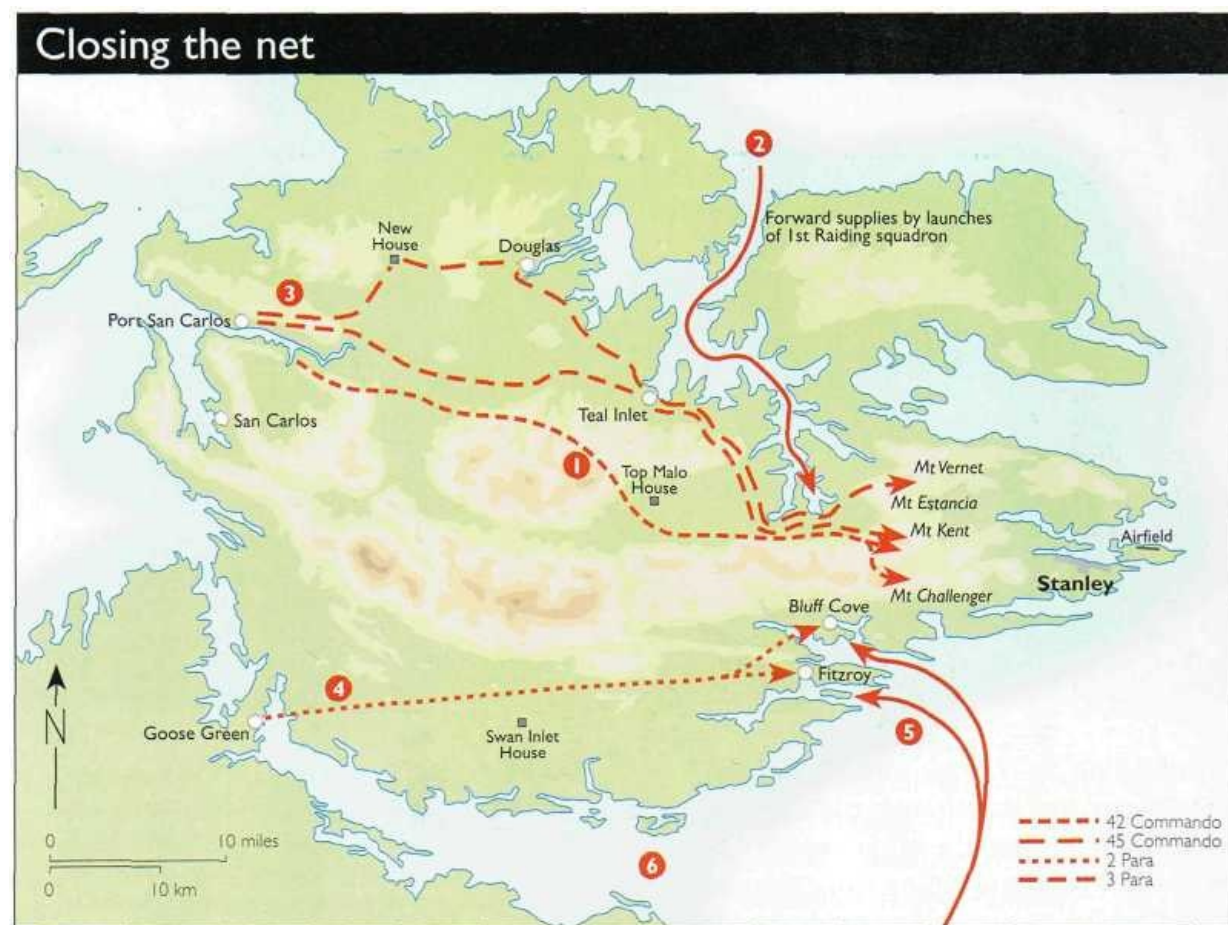 Closing the net
2
Forward supplies by launches
of 1st Raiding squadron
New
House
Douglas
3
Port San Carlos
San Carlos
Teal Inlet
1
Top Malo
House
Mt Vernet
Mt Estancia
Mt Kent
Airfield
Stanley
Mt Challenger
Bluff Cove
Fitzroy
4
Goose Green
Swan Inlet
House
5
N
6
0 10 miles
0 10 km
42 Commando
45 Commando
2 Para
3 Para